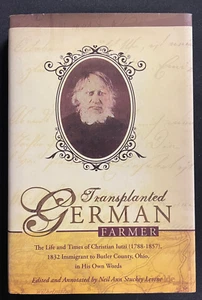 Transplanted
GERMAN
FARMER
The Life and Times of Christian Iutzi (1788-1857),
1832 Immigrant to Butler County, Ohio,
in His Own Words
Edited and Annotated by Neil Ann Stuckey Levine